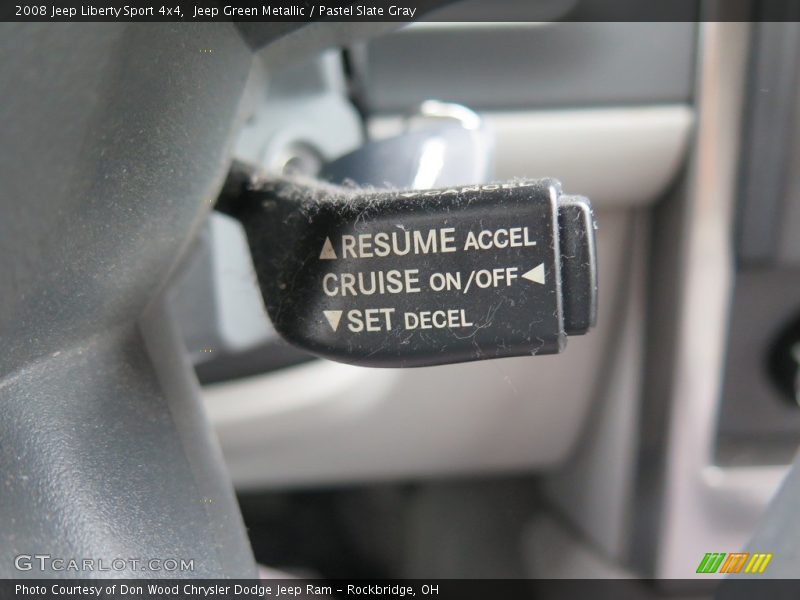 2008 Jeep Liberty Sport 4x4, Jeep Green Metallic / Pastel Slate Gray
▲RESUME ACCEL
CRUISE ON/OFF◀
▼SET DECEL
GTCARLOT.COM
Photo Courtesy of Don Wood Chrysler Dodge Jeep Ram – Rockbridge, OH